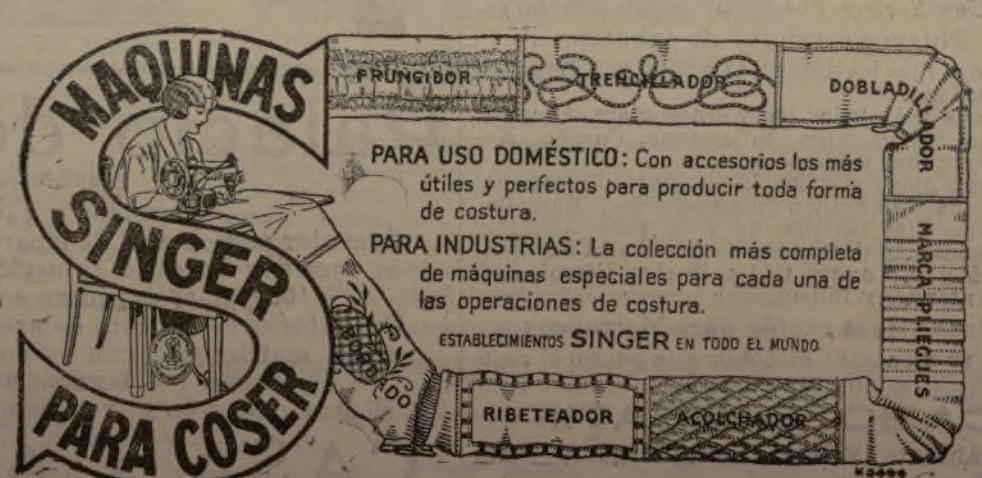 MAQUINAS
SINGER
PARA COSER
PRUNGIDOR
TRENCILLADOR
DOBLADILLADOR
MARCA-PLIEGUES
PARA USO DOMÉSTICO: Con accesorios los más
útiles y perfectos para producir toda forma
de costura.
PARA INDUSTRIAS: La colección más completa
de máquinas especiales para cada una de
las operaciones de costura.
ESTABLECIMIENTOS SINGER EN TODO EL MUNDO
BORDADO
RIBETEADOR
ACOLCHADOR